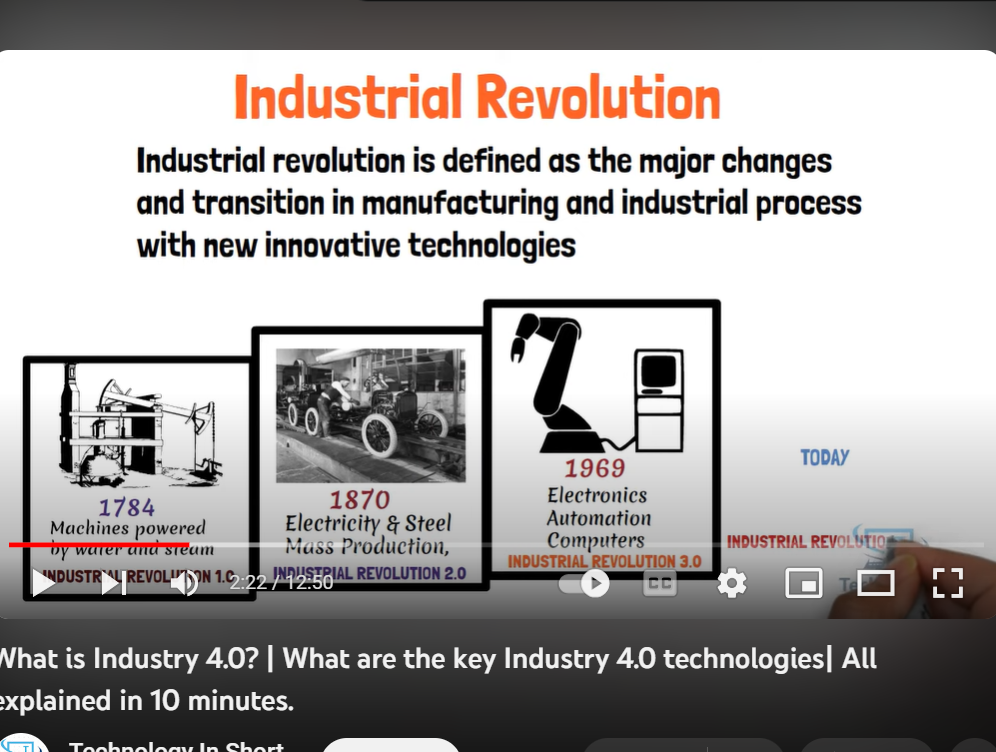 Industrial Revolution
Industrial revolution is defined as the major changes
and transition in manufacturing and industrial process
with new innovative technologies
1784
Machines powered
by water and steam
INDUSTRIAL REVOLUTION 1.0
1870
Electricity & Steel
Mass Production,
INDUSTRIAL REVOLUTION 2.0
1969
Electronics
Automation
Computers
INDUSTRIAL REVOLUTION 3.0
TODAY
INDUSTRIAL REVOLUTIO
2:22 / 12:50
CC
What is Industry 4.0? | What are the key Industry 4.0 technologies| All
explained in 10 minutes.
Technology In Short